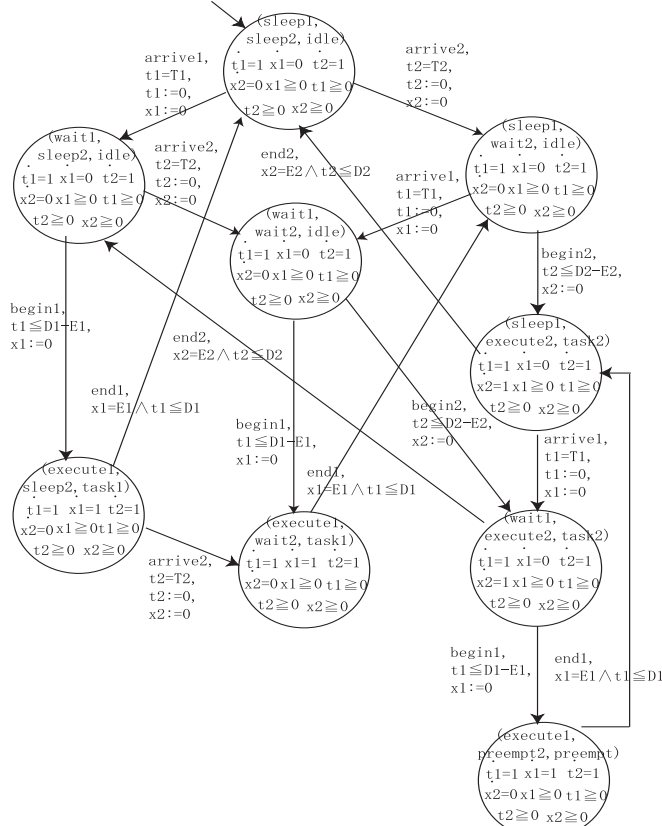 (sleep1,
sleep2, idle)
ṫ1=1 ẋ1=0 ṫ2=1
ẋ2=0 x1≧0 t1≧0
t2≧0 x2≧0
arrive1,
t1=T1,
t1:=0,
x1:=0
arrive2,
t2=T2,
t2:=0,
x2:=0
(wait1,
sleep2, idle)
ṫ1=1 ẋ1=0 ṫ2=1
ẋ2=0 x1≧0 t1≧0
t2≧0 x2≧0
arrive2,
t2=T2,
t2:=0,
x2:=0
end2,
x2=E2∧t2≦D2
arrive1,
t1=T1,
t1:=0,
x1:=0
(sleep1,
wait2, idle)
ṫ1=1 ẋ1=0 ṫ2=1
ẋ2=0 x1≧0 t1≧0
t2≧0 x2≧0
(wait1,
wait2, idle)
ṫ1=1 ẋ1=0 ṫ2=1
ẋ2=0 x1≧0 t1≧0
t2≧0 x2≧0
begin1,
t1≦D1-E1,
x1:=0
begin2,
t2≦D2-E2,
x2:=0
end2,
x2=E2∧t2≦D2
(sleep1,
execute2, task2)
ṫ1=1 ẋ1=0 ṫ2=1
ẋ2=1 x1≧0 t1≧0
t2≧0 x2≧0
end1,
x1=E1∧t1≦D1
begin1,
t1≦D1-E1,
x1:=0
begin2,
t2≦D2-E2,
x2:=0
arrive1,
t1=T1,
t1:=0,
x1:=0
(execute1,
sleep2, task1)
ṫ1=1 ẋ1=1 ṫ2=1
ẋ2=0 x1≧0 t1≧0
t2≧0 x2≧0
end1,
x1=E1∧t1≦D1
(execute1,
wait2, task1)
ṫ1=1 ẋ1=1 ṫ2=1
ẋ2=0 x1≧0 t1≧0
t2≧0 x2≧0
(wait1,
execute2, task2)
ṫ1=1 ẋ1=0 ṫ2=1
ẋ2=1 x1≧0 t1≧0
t2≧0 x2≧0
arrive2,
t2=T2,
t2:=0,
x2:=0
begin1,
t1≦D1-E1,
x1:=0
end1,
x1=E1∧t1≦D1
(execute1,
preempt2, preempt)
ṫ1=1 ẋ1=1 ṫ2=1
ẋ2=0 x1≧0 t1≧0
t2≧0 x2≧0